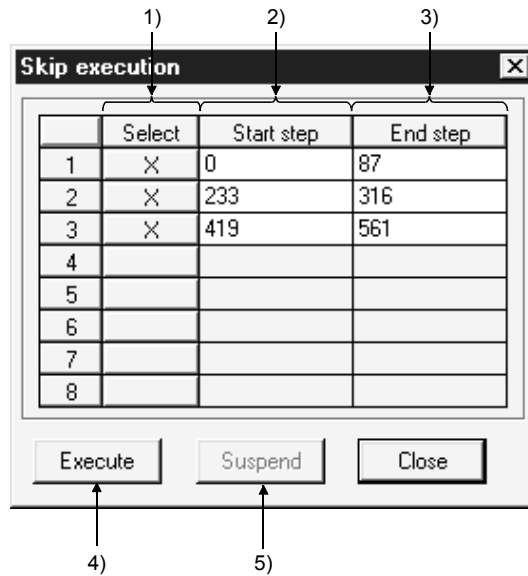 1) 2) 3)
Skip execution
Select Start step End step
1 X 0 87
2 X 233 316
3 X 419 561
4
5
6
7
8
Execute Suspend Close
4) 5)